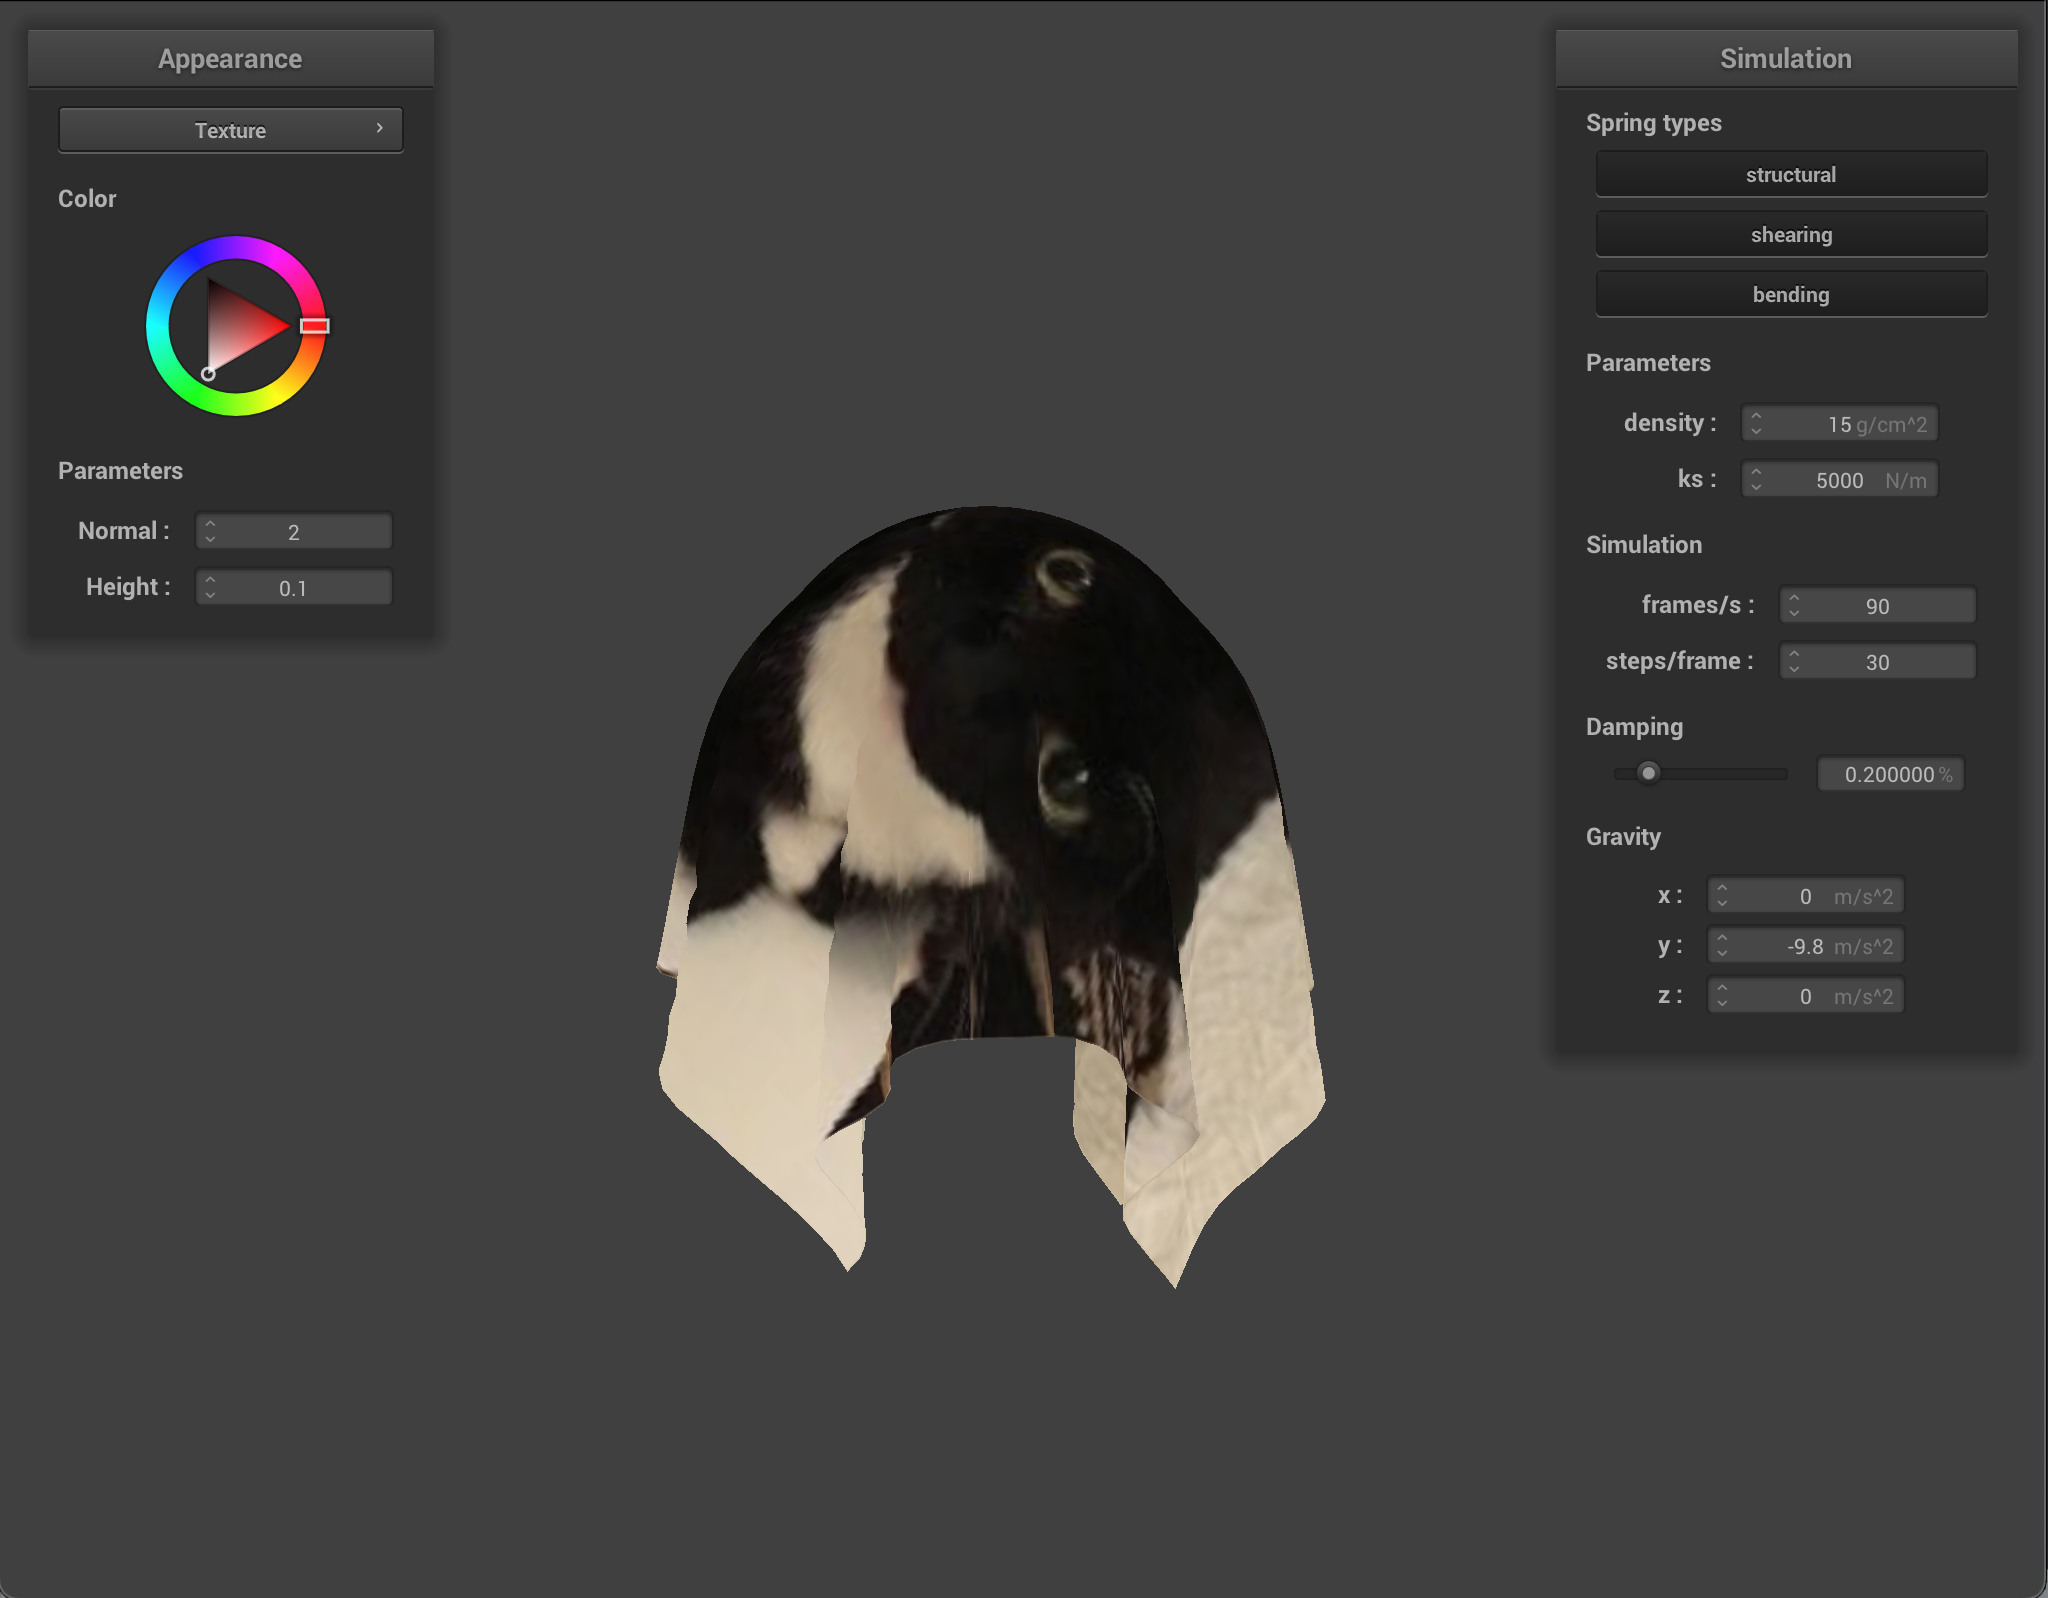 Appearance
Texture
Color
Parameters
Normal : 2
Height : 0.1
Simulation
Spring types
structural
shearing
bending
Parameters
density : 15 g/cm^2
ks : 5000 N/m
Simulation
frames/s : 90
steps/frame : 30
Damping
0.200000 %
Gravity
x : 0 m/s^2
y : -9.8 m/s^2
z : 0 m/s^2